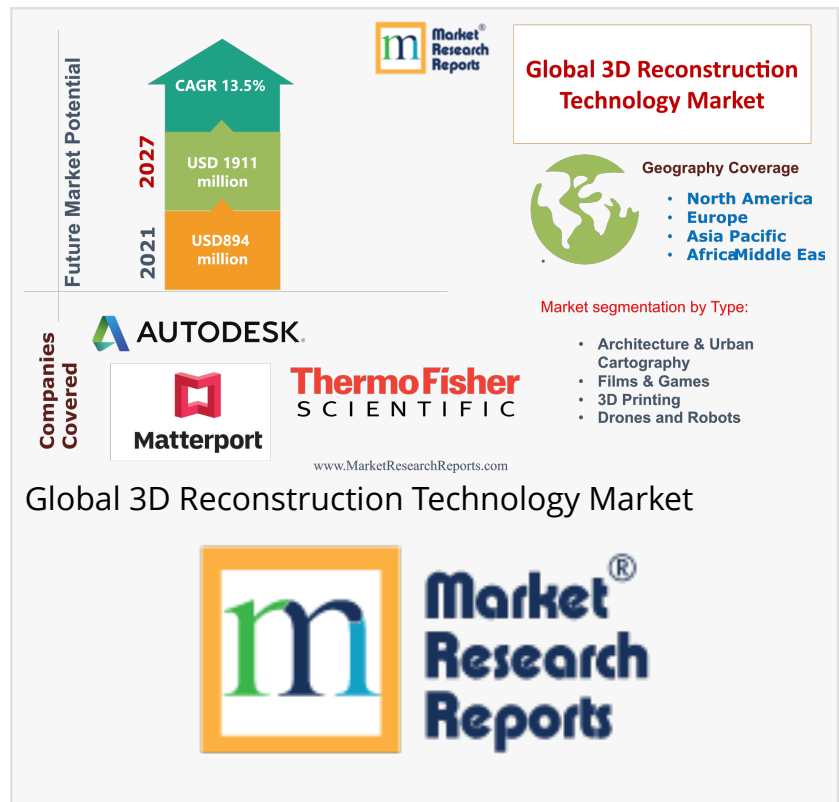 Market®
Research
Reports
Global 3D Reconstruction
Technology Market
Future Market Potential
CAGR 13.5%
2027
USD 1911
million
2021
USD894
million
Geography Coverage
• North America
• Europe
• Asia Pacific
• AfricaMiddle Eas
Market segmentation by Type:
• Architecture & Urban
Cartography
• Films & Games
• 3D Printing
• Drones and Robots
Companies
Covered
AUTODESK.
Matterport
ThermoFisher
SCIENTIFIC
www.MarketResearchReports.com
Global 3D Reconstruction Technology Market
m
Market®
Research
Reports